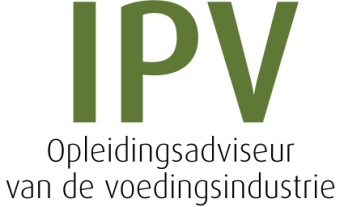 IPV
Opleidingsadviseur
van de voedingsindustrie